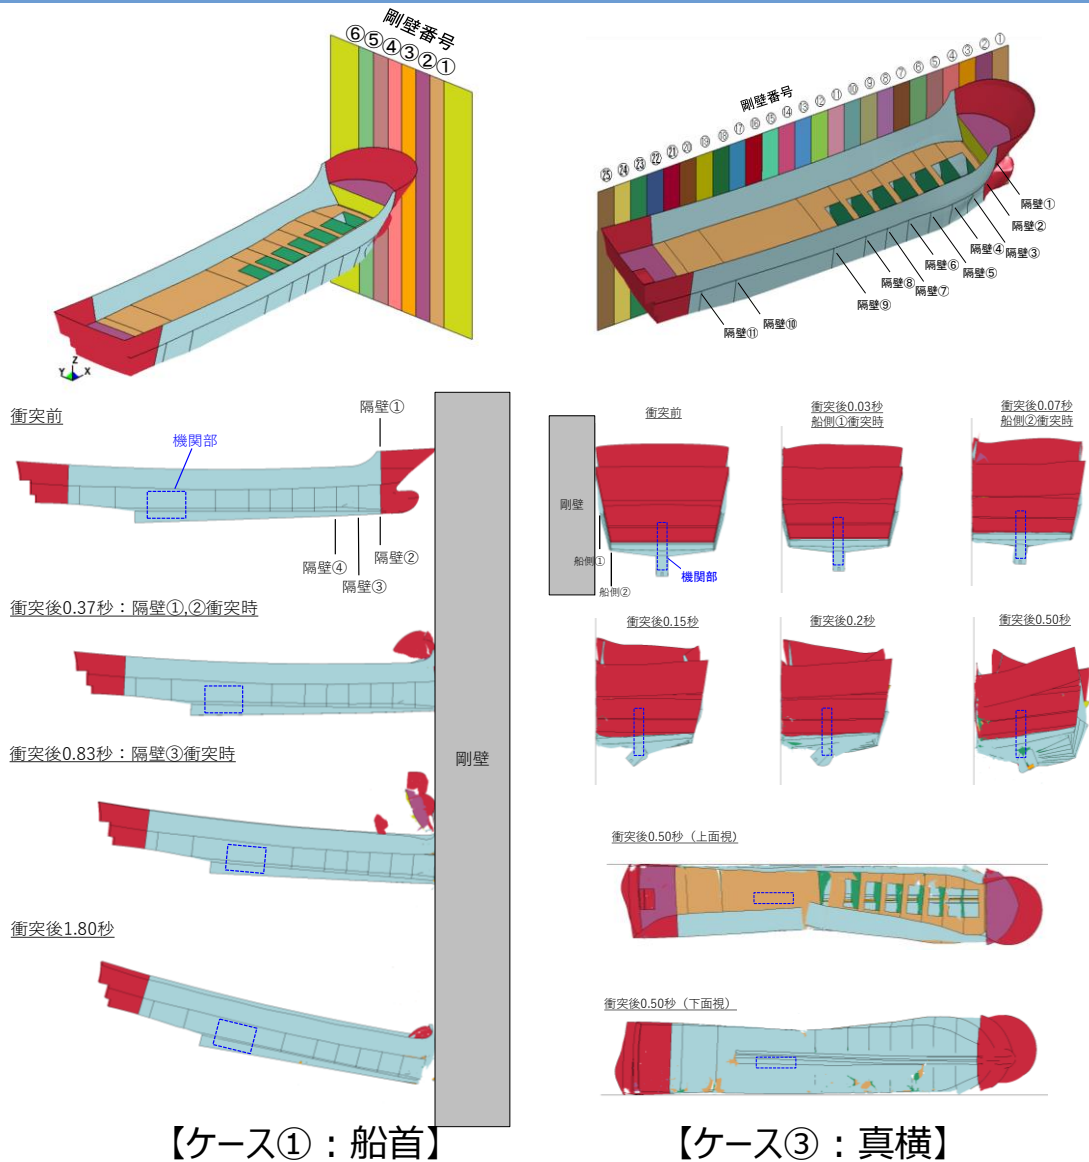 剛壁番号
⑥⑤④③②①
Z
Y
X
剛壁番号
㉕㉔㉓㉒㉑⑳⑲⑱⑰⑯⑮⑭⑬⑫⑪⑩⑨⑧⑦⑥⑤④③②①
隔壁①
隔壁②
隔壁④
隔壁③
隔壁⑥
隔壁⑤
隔壁⑧
隔壁⑦
隔壁⑨
隔壁⑩
隔壁⑪
衝突前
隔壁①
機関部
隔壁②
隔壁④
隔壁③
衝突後0.37秒：隔壁①,②衝突時
衝突後0.83秒：隔壁③衝突時
剛壁
衝突後1.80秒
【ケース①：船首】
衝突前
衝突後0.03秒
船側①衝突時
衝突後0.07秒
船側②衝突時
剛壁
船側①
機関部
船側②
衝突後0.15秒
衝突後0.2秒
衝突後0.50秒
衝突後0.50秒（上面視）
衝突後0.50秒（下面視）
【ケース③：真横】